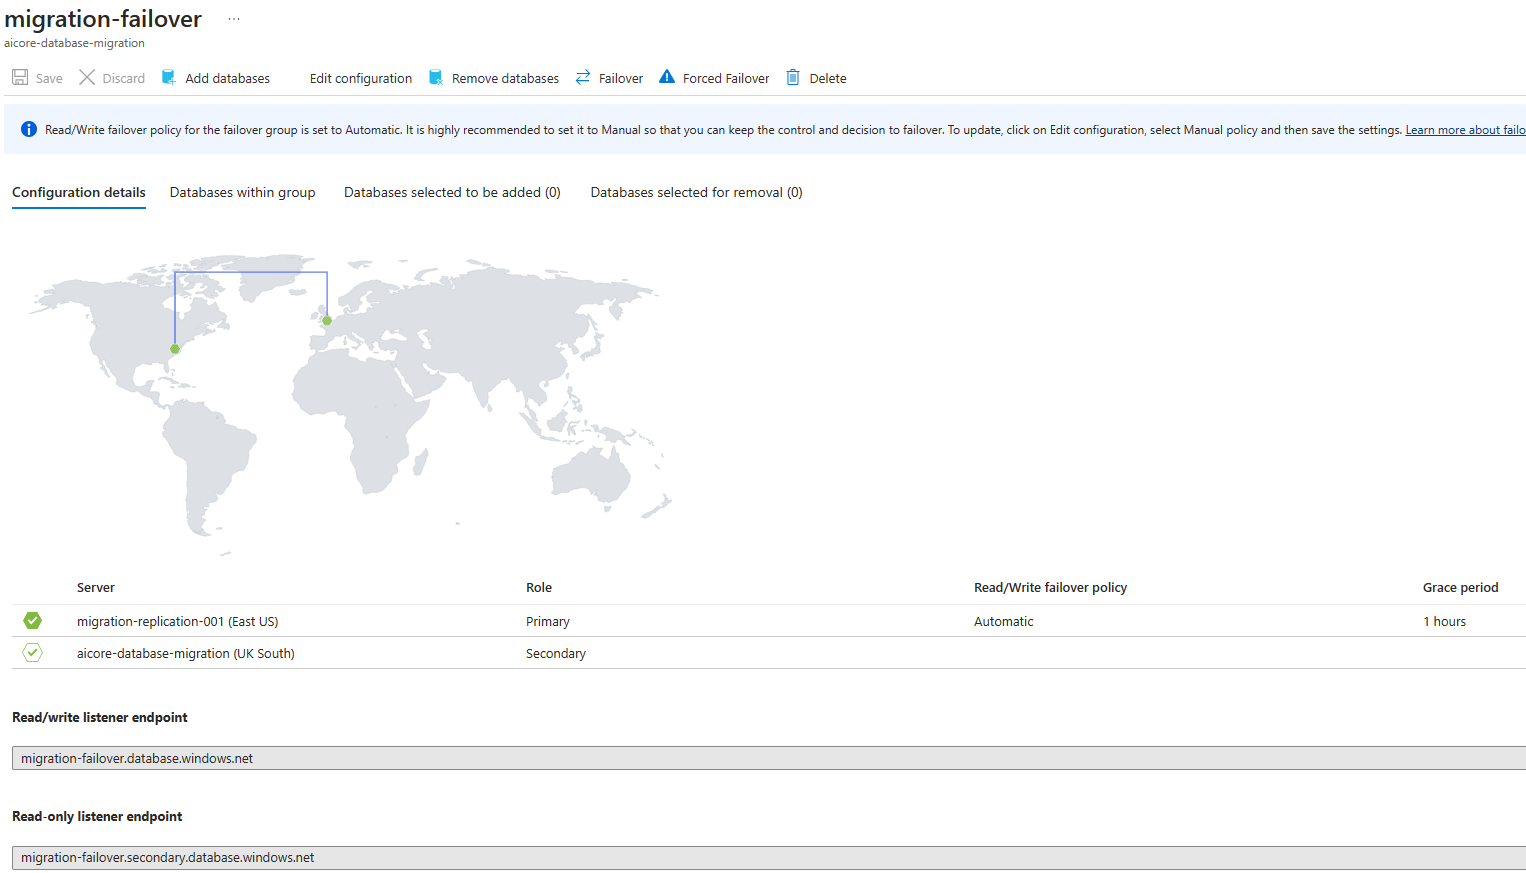 migration-failover ...
aicore-database-migration
Save Discard Add databases Edit configuration Remove databases Failover Forced Failover Delete
Read/Write failover policy for the failover group is set to Automatic. It is highly recommended to set it to Manual so that you can keep the control and decision to failover. To update, click on Edit configuration, select Manual policy and then save the settings. Learn more about failo
Configuration details Databases within group Databases selected to be added (0) Databases selected for removal (0)
Server Role Read/Write failover policy Grace period
migration-replication-001 (East US) Primary Automatic 1 hours
aicore-database-migration (UK South) Secondary
Read/write listener endpoint
migration-failover.database.windows.net
Read-only listener endpoint
migration-failover.secondary.database.windows.net